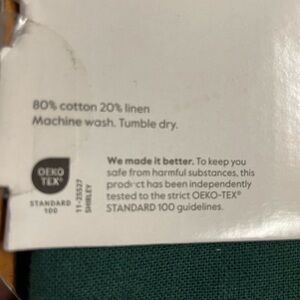 80% cotton 20% linen
Machine wash. Tumble dry.
OEKO
TEX®
STANDARD
100
11-25527
SHIRLEY
We made it better. To keep you
safe from harmful substances, this
product has been independently
tested to the strict OEKO-TEX®
STANDARD 100 guidelines.